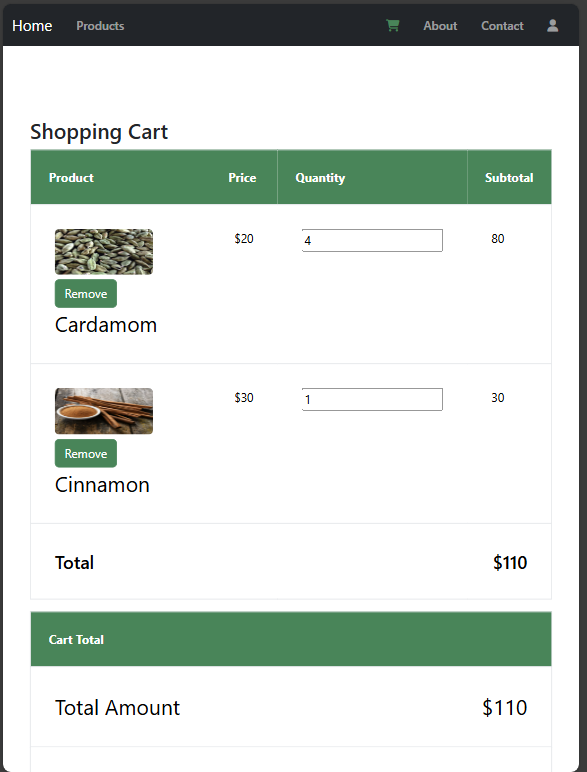 Home Products About Contact
Shopping Cart
Product Price Quantity Subtotal
$20 4 80
Remove
Cardamom
$30 1 30
Remove
Cinnamon
Total $110
Cart Total
Total Amount $110